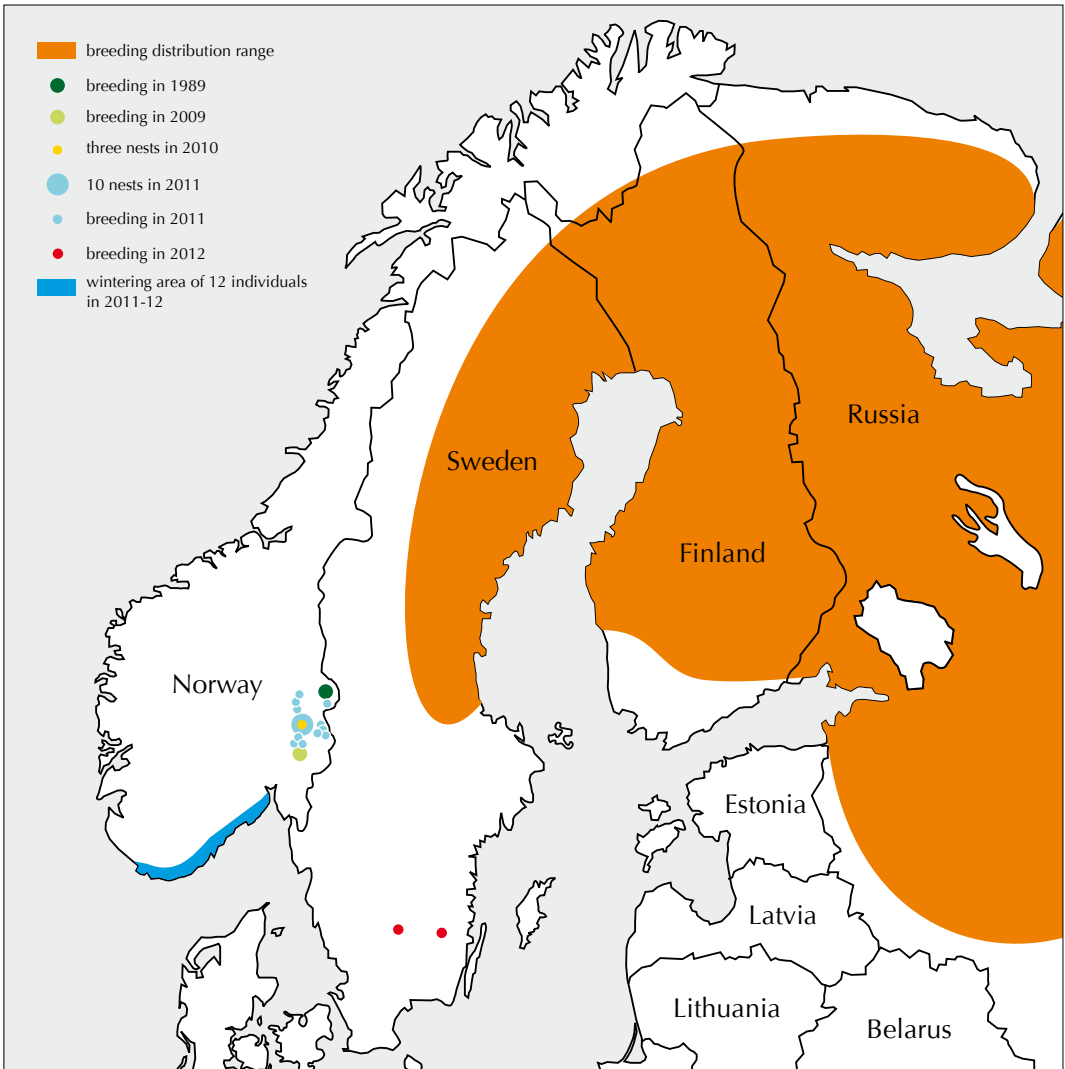 breeding distribution range
breeding in 1989
breeding in 2009
three nests in 2010
10 nests in 2011
breeding in 2011
breeding in 2012
wintering area of 12 individuals
in 2011-12
Russia
Sweden
Finland
Norway
Estonia
Latvia
Lithuania
Belarus